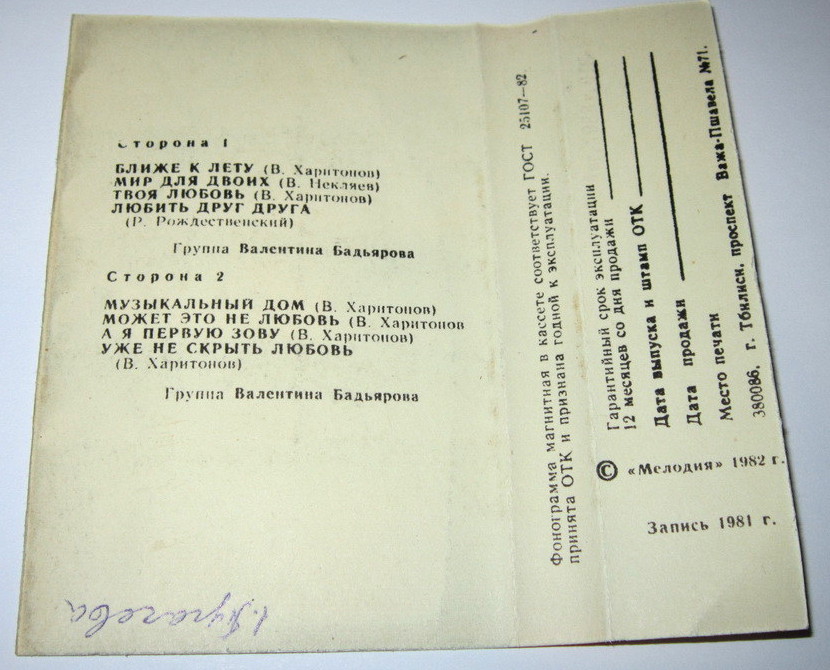 Сторона 1
БЛИЖЕ К ЛЕТУ (В. Харитонов)
МИР ДЛЯ ДВОИХ (В. Некляев)
ТВОЯ ЛЮБОВЬ (В. Харитонов)
ЛЮБИТЬ ДРУГ ДРУГА
(Р. Рождественский)
Группа Валентина Бадьярова
Сторона 2
МУЗЫКАЛЬНЫЙ ДОМ (В. Харитонов)
МОЖЕТ ЭТО НЕ ЛЮБОВЬ (В. Харитонов
А Я ПЕРВУЮ ЗОВУ (В. Харитонов)
УЖЕ НЕ СКРЫТЬ ЛЮБОВЬ
(В. Харитонов)
Группа Валентина Бадьярова
Фонограмма магнитная в кассете соответствует ГОСТ 25107—82
принята ОТК и признана годной к эксплуатации.
Гарантийный срок эксплуатации
12 месяцев со дня продажи
Дата выпуска и штамп ОТК
Дата продажи
Место печати
380086. г. Тбилиси, проспект Важа-Пшавела №71.
© «Мелодия» 1982 г.
Запись 1981 г.